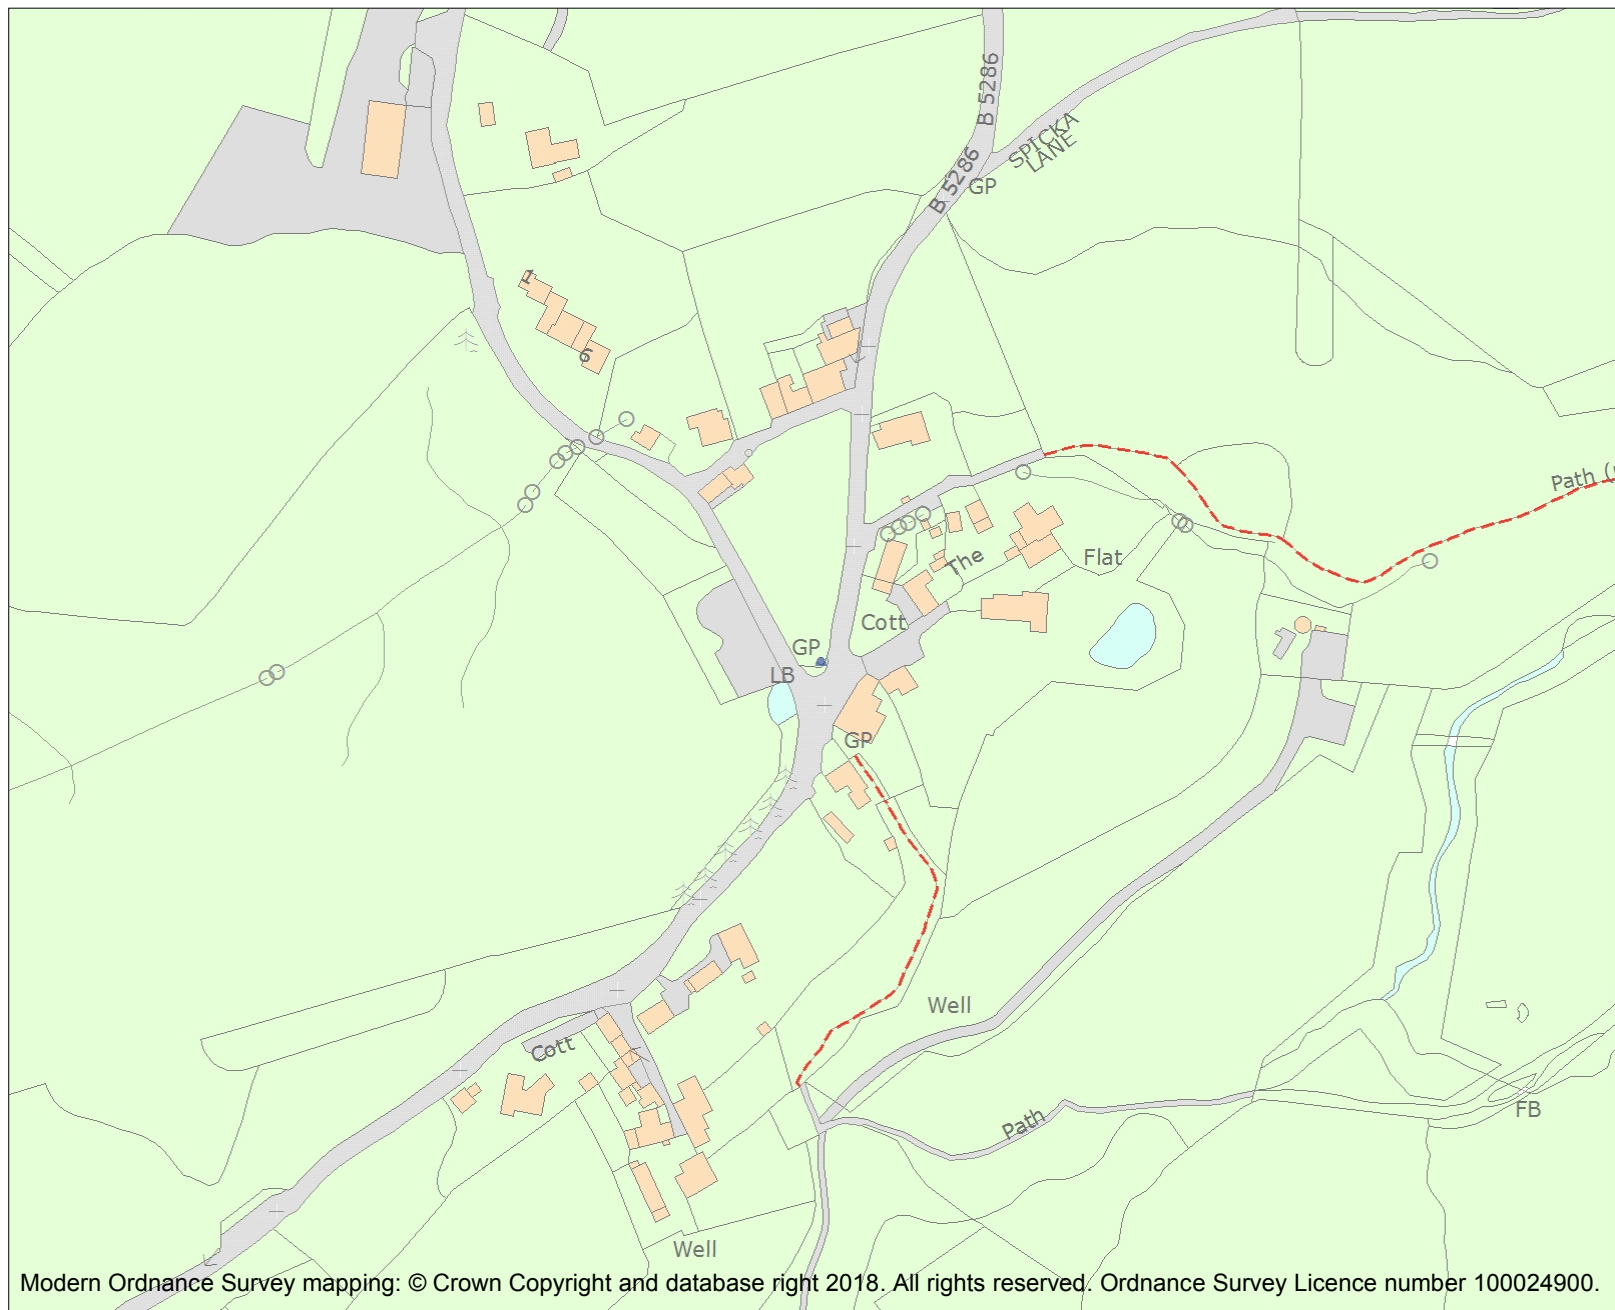 B 5286
SPICKA
LANE
B 5286
GP
1
6
Path
The
Flat
Cott
GP
LB
GP
Well
Cott
Path
FB
Well
Modern Ordnance Survey mapping: © Crown Copyright and database right 2018. All rights reserved. Ordnance Survey Licence number 100024900.